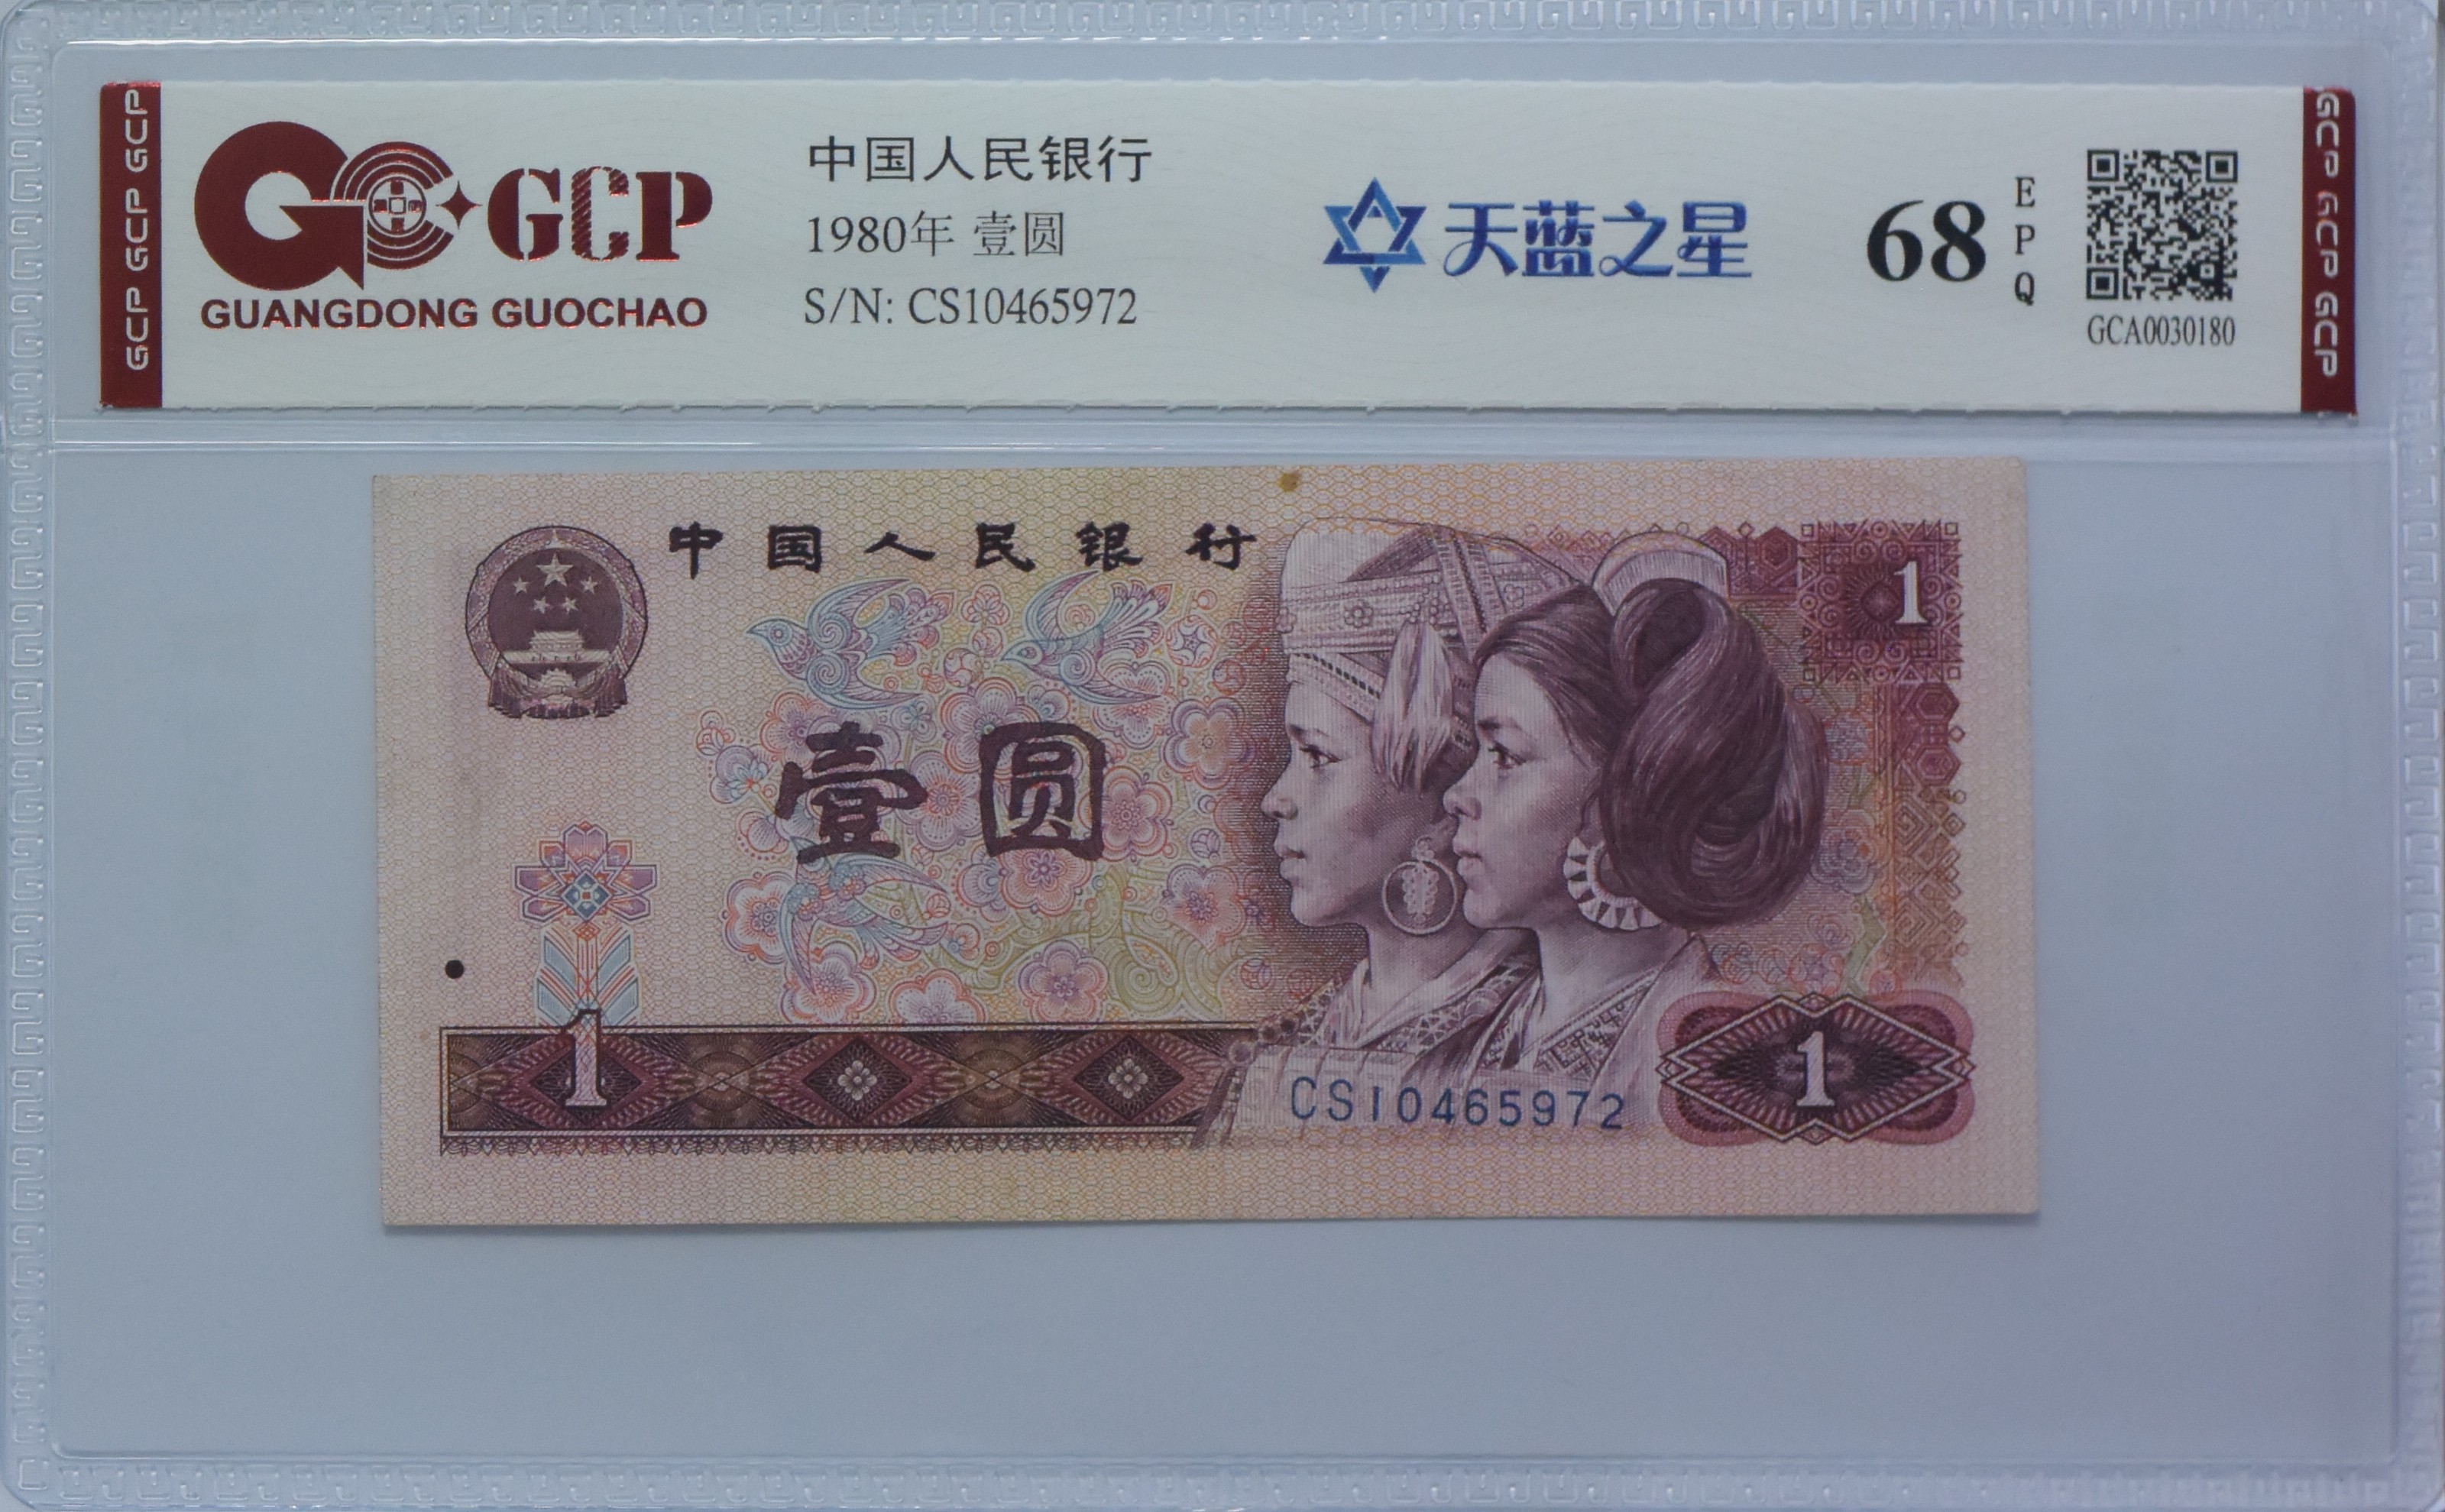 GCP GCP GCP
GCP
GUANGDONG GUOCHAO
中国人民银行
1980年 壹圆
S/N: CS10465972
天蓝之星
68
E
P
Q
GCA0030180
GCP GCP GCP
中国人民银行
1
壹圆
1
CS10465972
1